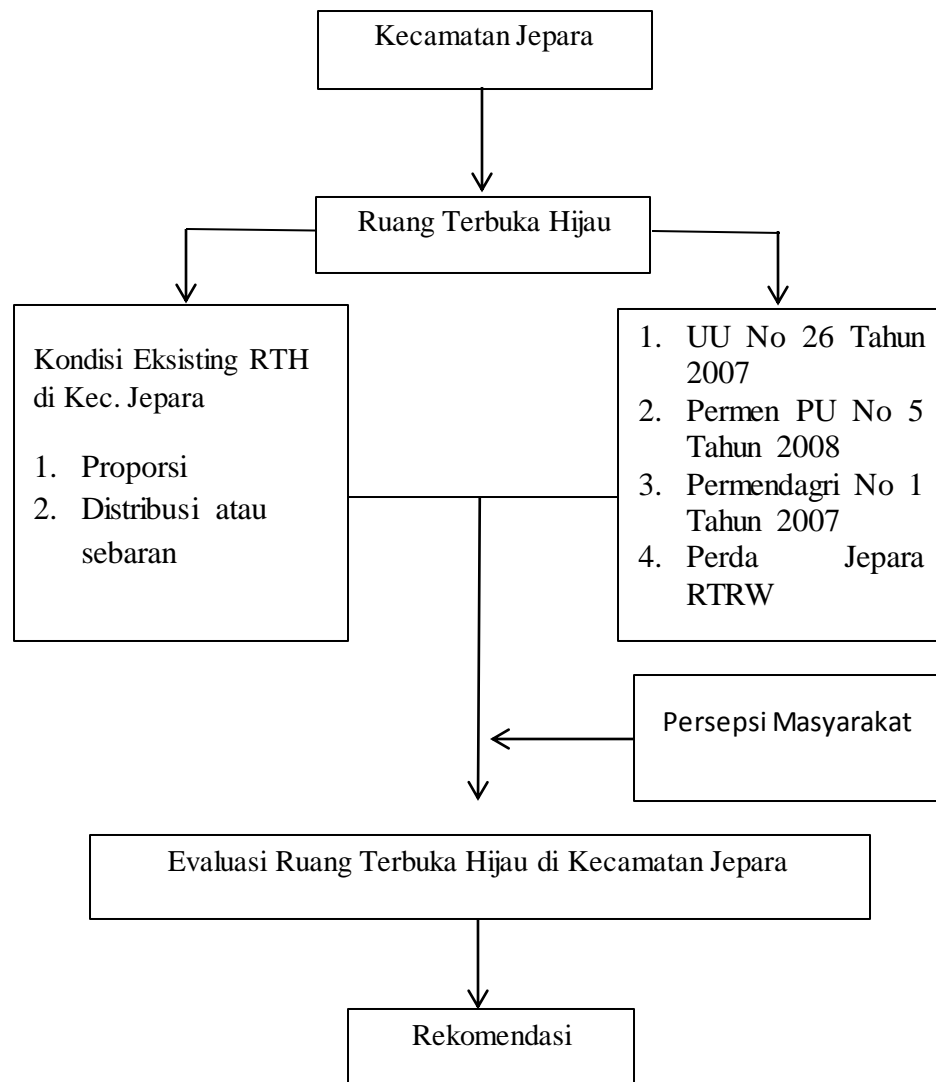 Kecamatan Jepara
Ruang Terbuka Hijau
Kondisi Eksisting RTH
di Kec. Jepara
1. Proporsi
2. Distribusi atau
sebaran
1. UU No 26 Tahun
2007
2. Permen PU No 5
Tahun 2008
3. Permendagri No 1
Tahun 2007
4. Perda Jepara
RTRW
Persepsi Masyarakat
Evaluasi Ruang Terbuka Hijau di Kecamatan Jepara
Rekomendasi